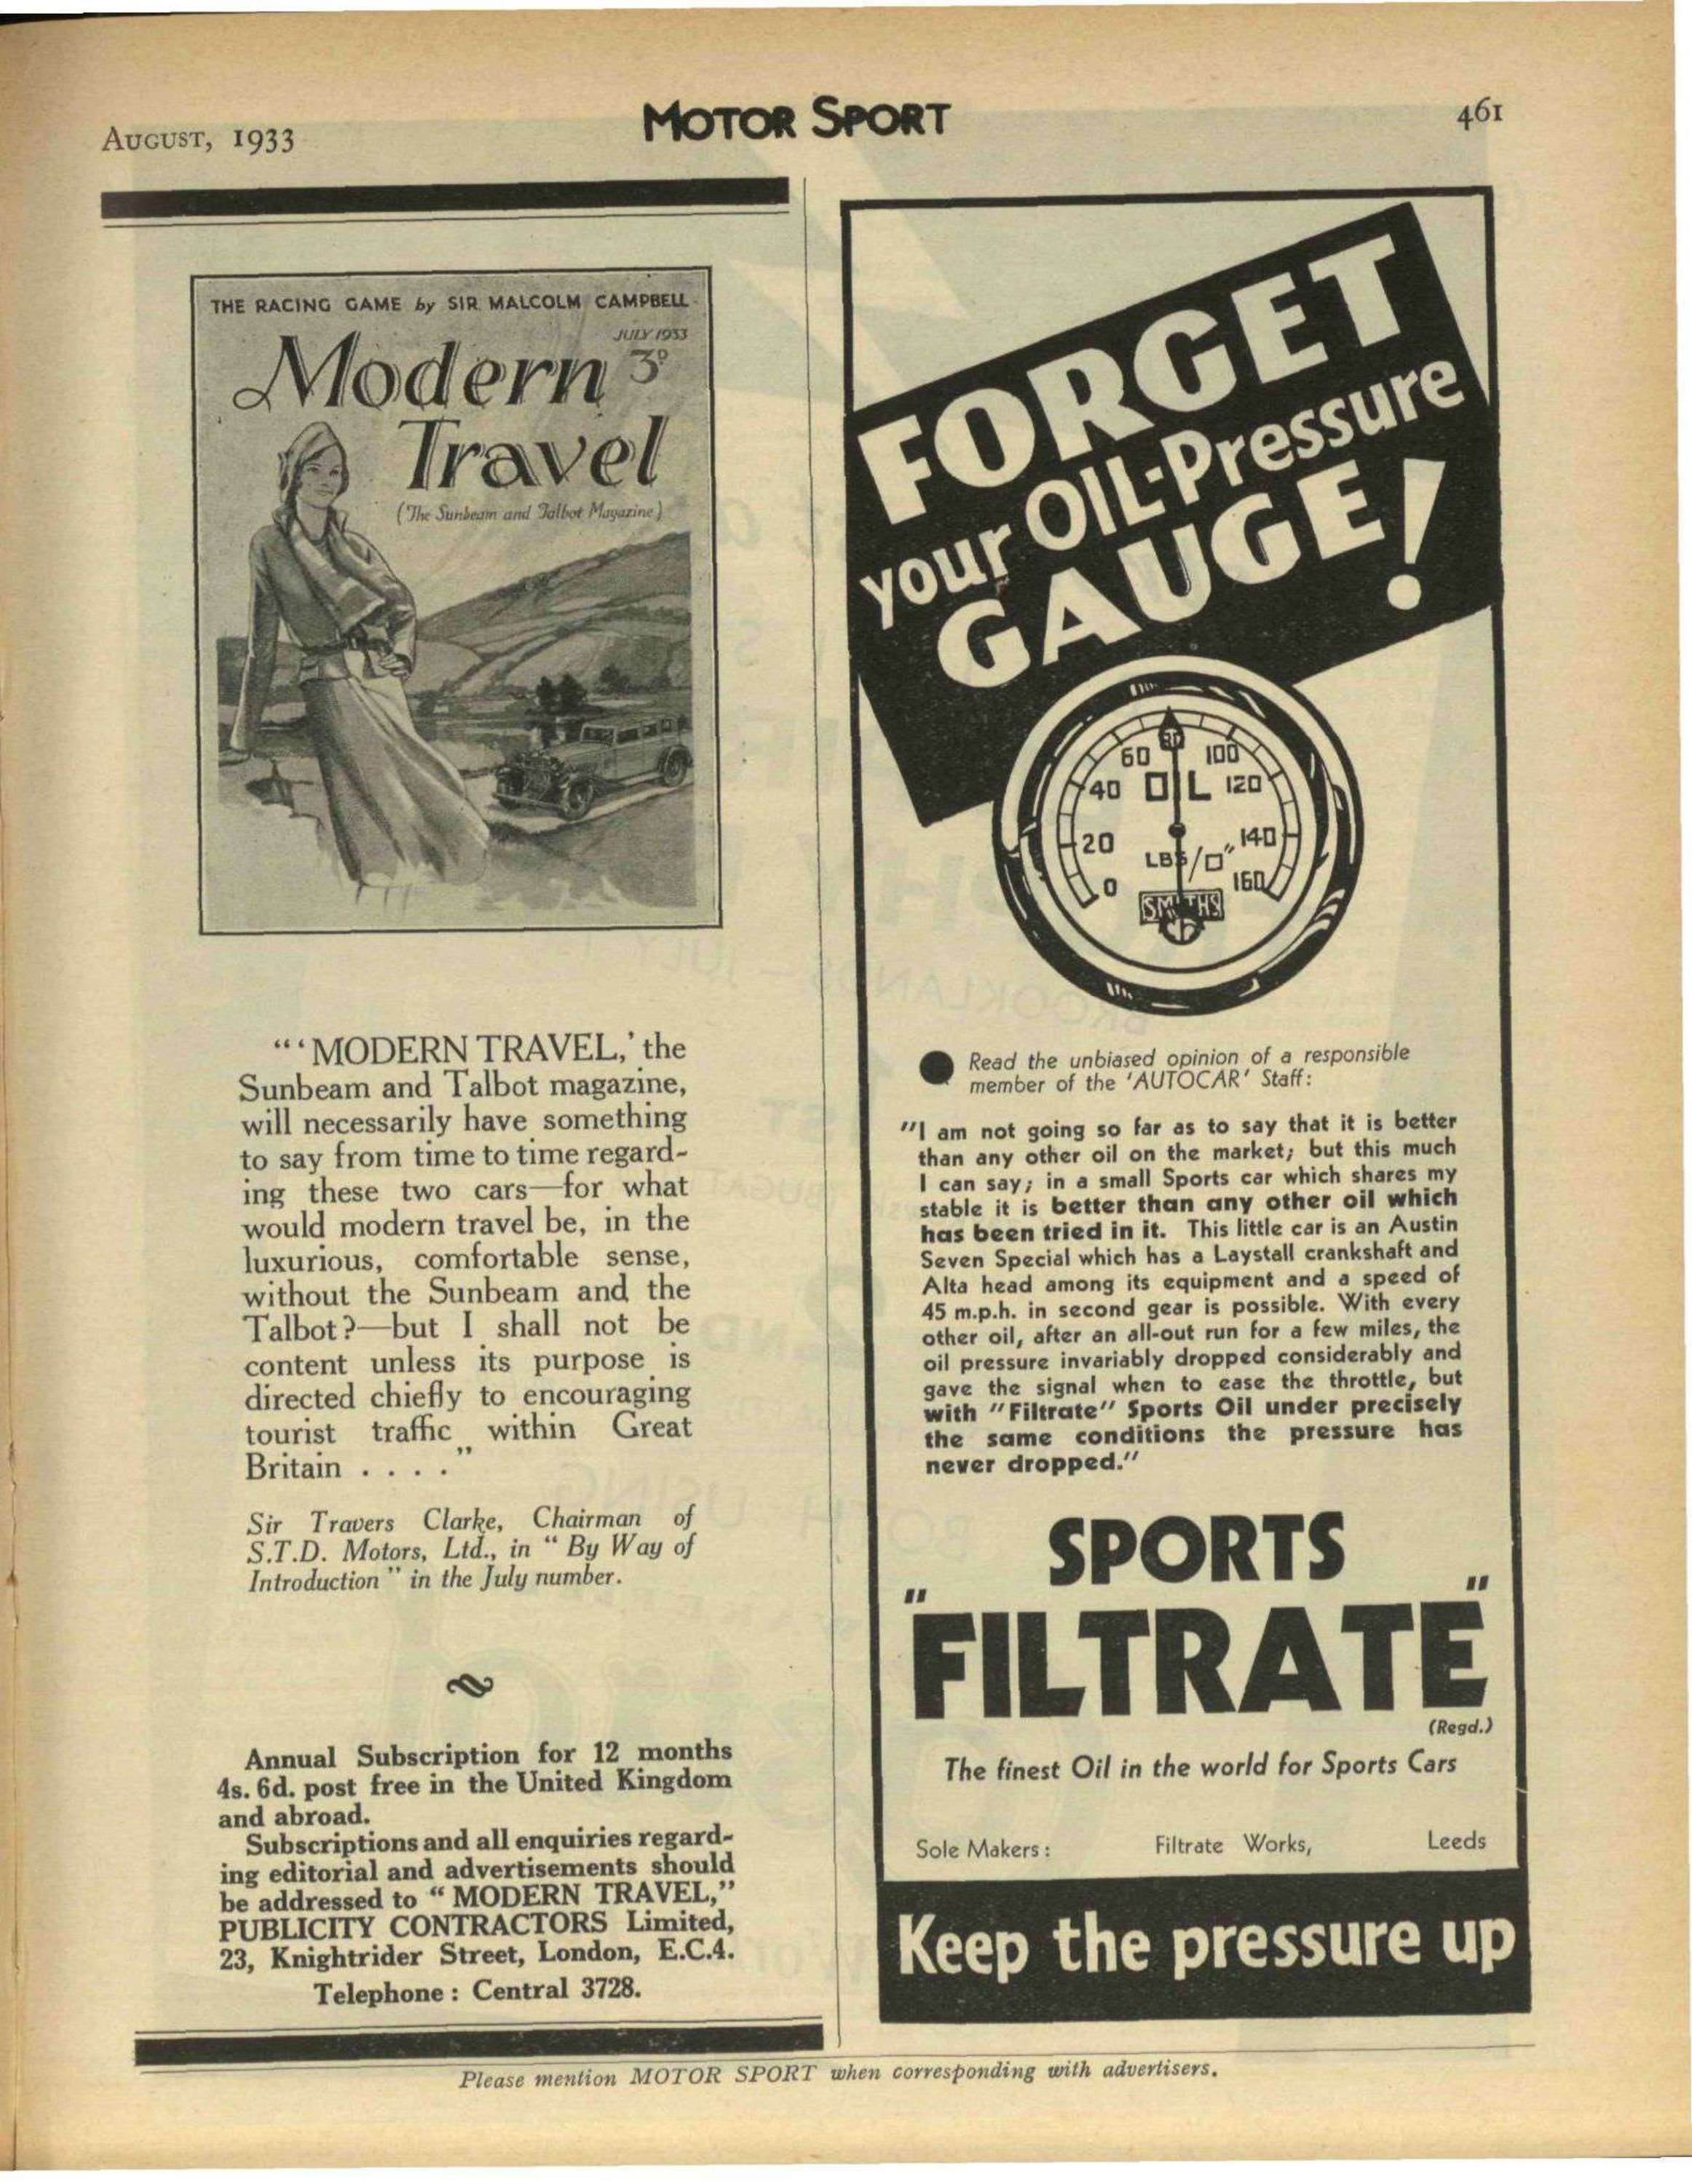 AUGUST, 1933
MOTOR SPORT
461
THE RACING GAME by SIR MALCOLM CAMPBELL
JULY 1933
Modern 3D
Travel
(The Sunbeam and Talbot Magazine)
"'MODERN TRAVEL,' the
Sunbeam and Talbot magazine,
will necessarily have something
to say from time to time regard-
ing these two cars—for what
would modern travel be, in the
luxurious, comfortable sense,
without the Sunbeam and the
Talbot?—but I shall not be
content unless its purpose is
directed chiefly to encouraging
tourist traffic within Great
Britain . . . ."
Sir Travers Clarke, Chairman of
S.T.D. Motors, Ltd., in "By Way of
Introduction" in the July number.
Annual Subscription for 12 months
4s. 6d. post free in the United Kingdom
and abroad.
Subscriptions and all enquiries regard-
ing editorial and advertisements should
be addressed to "MODERN TRAVEL,"
PUBLICITY CONTRACTORS Limited,
23, Knightrider Street, London, E.C.4.
Telephone : Central 3728.
FORGET
your OIL-Pressure
GAUGE!
60 80 100
40 OIL 120
20 LBS/□" 140
0 160
SMITHS
Read the unbiased opinion of a responsible
member of the 'AUTOCAR' Staff:
"I am not going so far as to say that it is better
than any other oil on the market; but this much
I can say; in a small Sports car which shares my
stable it is better than any other oil which
has been tried in it. This little car is an Austin
Seven Special which has a Laystall crankshaft and
Alta head among its equipment and a speed of
45 m.p.h. in second gear is possible. With every
other oil, after an all-out run for a few miles, the
oil pressure invariably dropped considerably and
gave the signal when to ease the throttle, but
with "Filtrate" Sports Oil under precisely
the same conditions the pressure has
never dropped."
SPORTS
"FILTRATE"
(Regd.)
The finest Oil in the world for Sports Cars
Sole Makers : Filtrate Works, Leeds
Keep the pressure up
Please mention MOTOR SPORT when corresponding with advertisers.